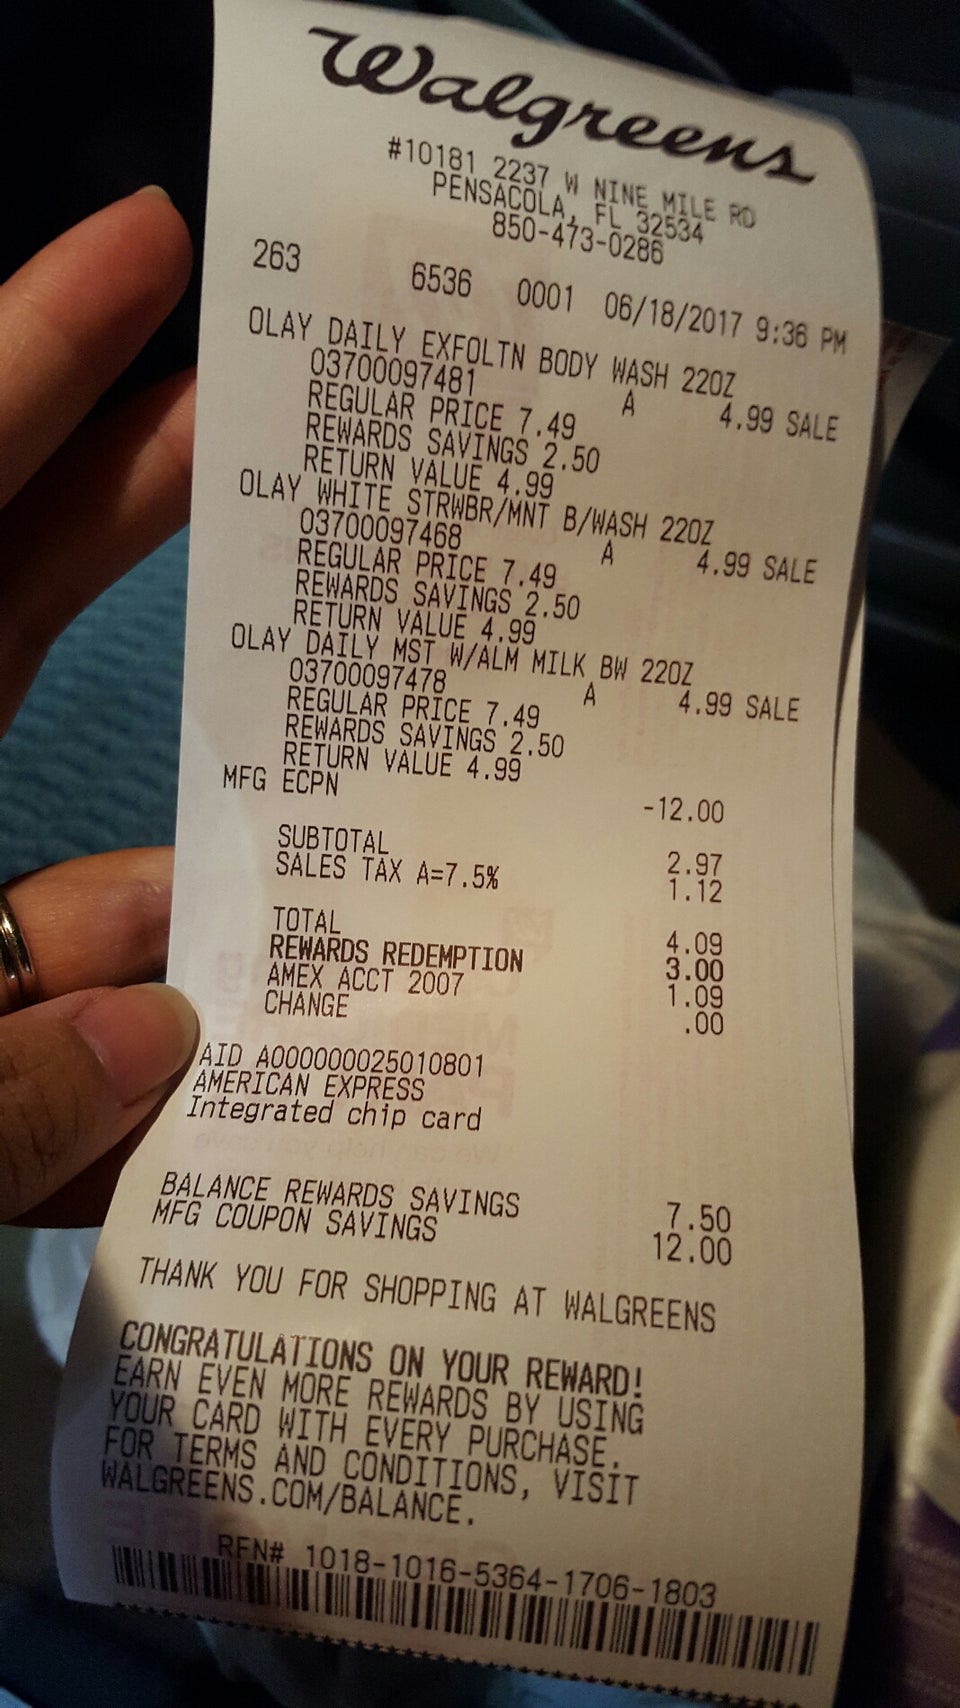 Walgreens
#10181 2237 W NINE MILE RD
PENSACOLA, FL 32534
850-473-0286
263 6536 0001 06/18/2017 9:36 PM
OLAY DAILY EXFOLTN BODY WASH 22OZ
03700097481 A 4.99 SALE
REGULAR PRICE 7.49
REWARDS SAVINGS 2.50
RETURN VALUE 4.99
OLAY WHITE STRWBR/MNT B/WASH 22OZ
03700097468 A 4.99 SALE
REGULAR PRICE 7.49
REWARDS SAVINGS 2.50
RETURN VALUE 4.99
OLAY DAILY MST W/ALM MILK BW 22OZ
03700097478 A 4.99 SALE
REGULAR PRICE 7.49
REWARDS SAVINGS 2.50
RETURN VALUE 4.99
MFG ECPN -12.00
SUBTOTAL 2.97
SALES TAX A=7.5% 1.12
TOTAL 4.09
REWARDS REDEMPTION 3.00
AMEX ACCT 2007 1.09
CHANGE .00
AID A000000025010801
AMERICAN EXPRESS
Integrated chip card
BALANCE REWARDS SAVINGS 7.50
MFG COUPON SAVINGS 12.00
THANK YOU FOR SHOPPING AT WALGREENS
CONGRATULATIONS ON YOUR REWARD!
EARN EVEN MORE REWARDS BY USING
YOUR CARD WITH EVERY PURCHASE.
FOR TERMS AND CONDITIONS, VISIT
WALGREENS.COM/BALANCE.
RFN# 1018-1016-5364-1706-1803